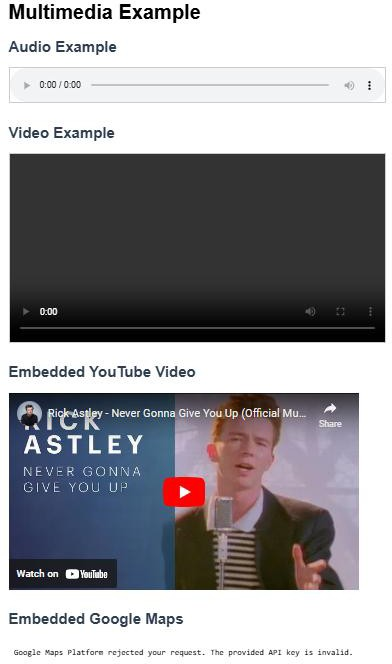 Multimedia Example
Audio Example
0:00 / 0:00
Video Example
0:00
Embedded YouTube Video
Rick Astley - Never Gonna Give You Up (Official Mu...
Share
RICK
ASTLEY
NEVER GONNA
GIVE YOU UP
Watch on YouTube
Embedded Google Maps
Google Maps Platform rejected your request. The provided API key is invalid.